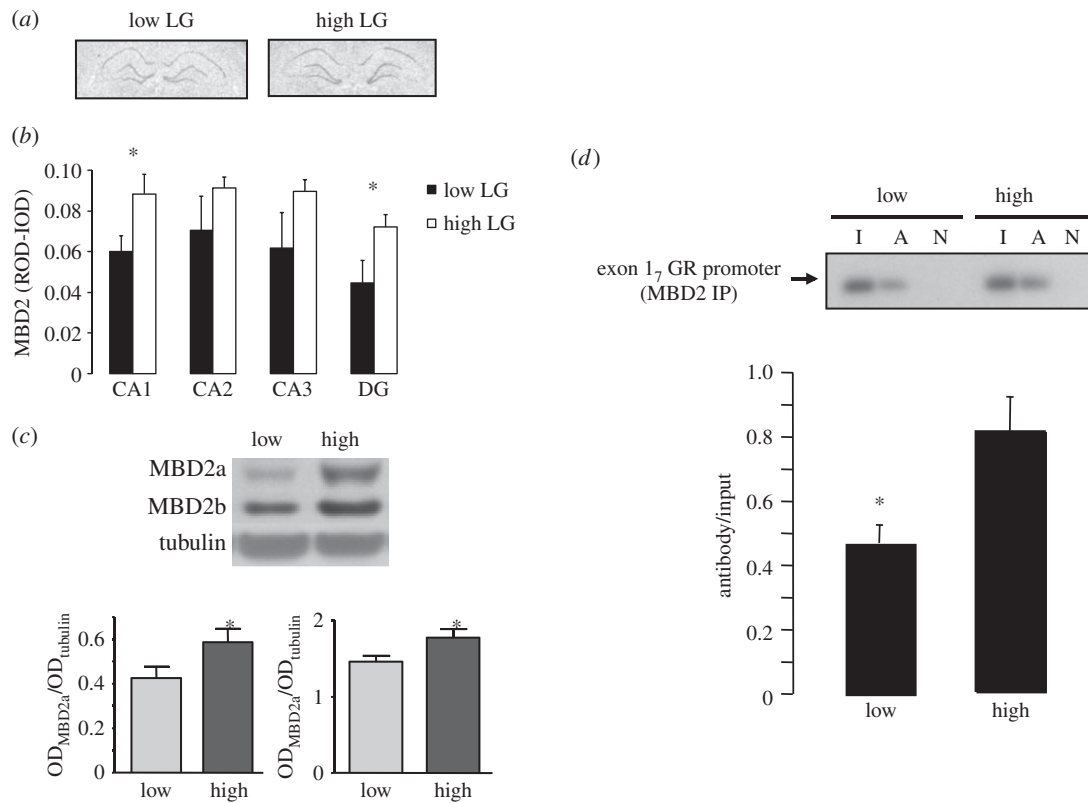 (a)
low LG high LG
(b)
*
*
MBD2 (ROD-IOD)
0.10
0.08
0.06
0.04
0.02
0
CA1 CA2 CA3 DG
low LG
high LG
(c)
low high
MBD2a
MBD2b
tubulin
OD_MBD2a/OD_tubulin
0.6
0.4
0.2
0
*
low high
OD_MBD2a/OD_tubulin
2
1
0
*
low high
(d)
low high
I A N I A N
exon 1₇ GR promoter
(MBD2 IP)
antibody/input
1.0
0.8
0.6
0.4
0.2
0
*
low high